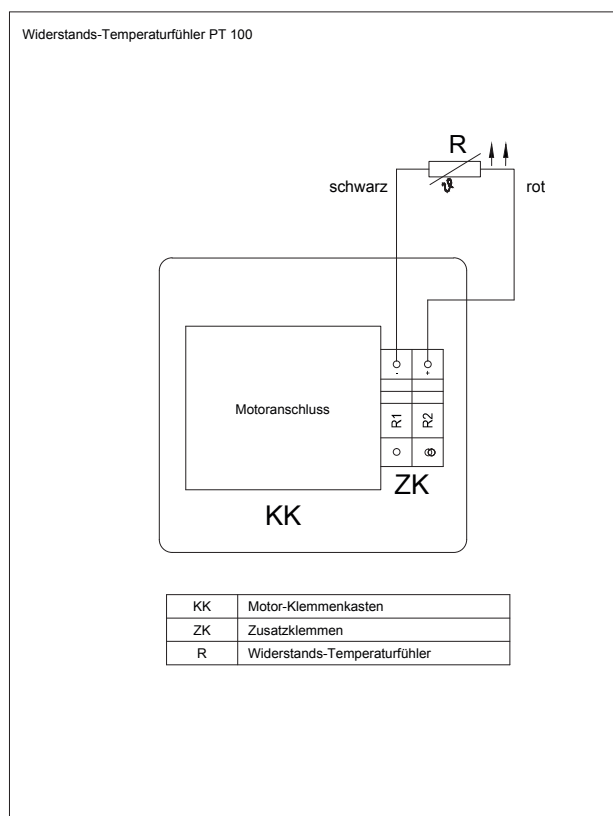 Widerstands-Temperaturfühler PT 100
R
schwarz
ϑ
rot
- +
Motoranschluss
R1 R2
ZK
KK
KK Motor-Klemmenkasten
ZK Zusatzklemmen
R Widerstands-Temperaturfühler